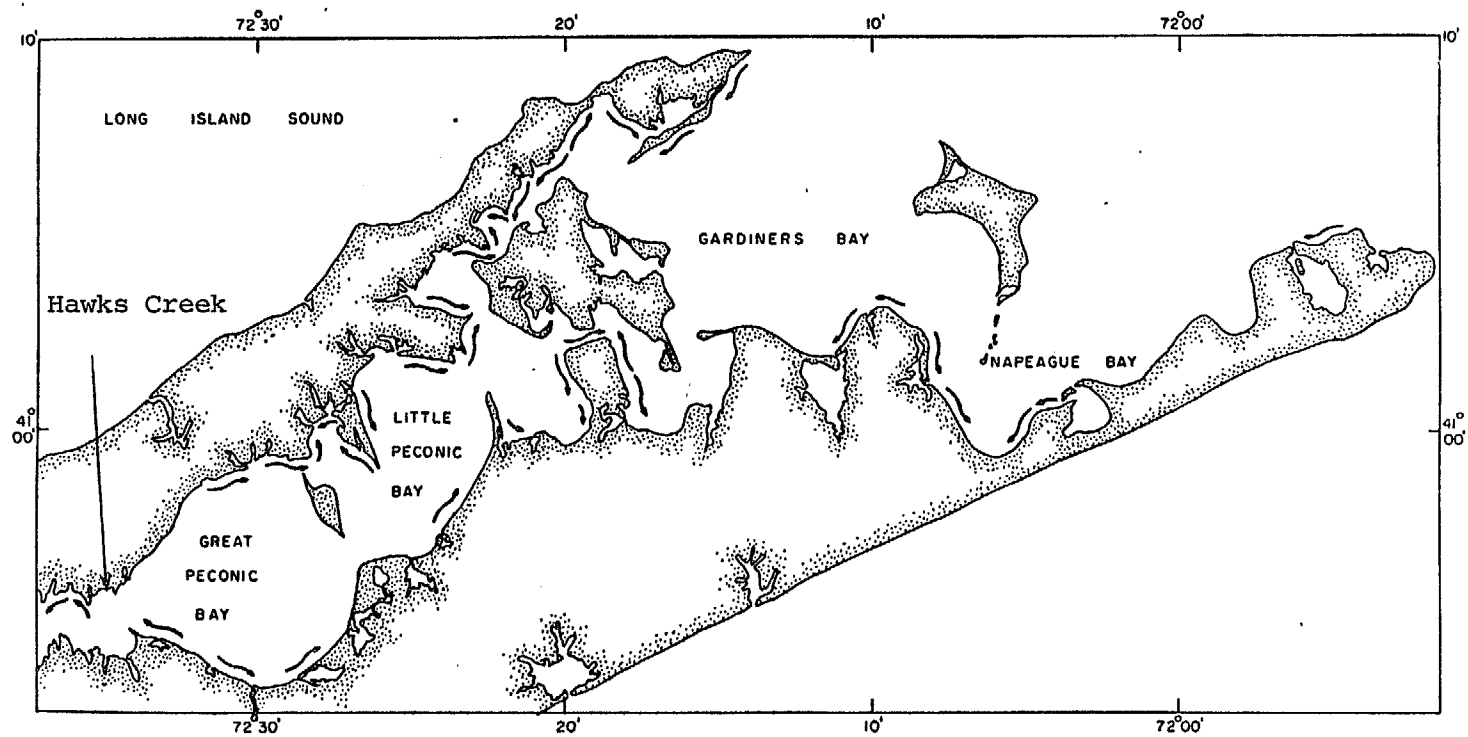 72°30' 20' 10' 72°00'
10' 10'
LONG ISLAND SOUND
GARDINERS BAY
Hawks Creek
NAPEAGUE BAY
LITTLE
PECONIC
BAY
41°
00'
41°
00'
GREAT
PECONIC
BAY
72°30' 20' 10' 72°00'